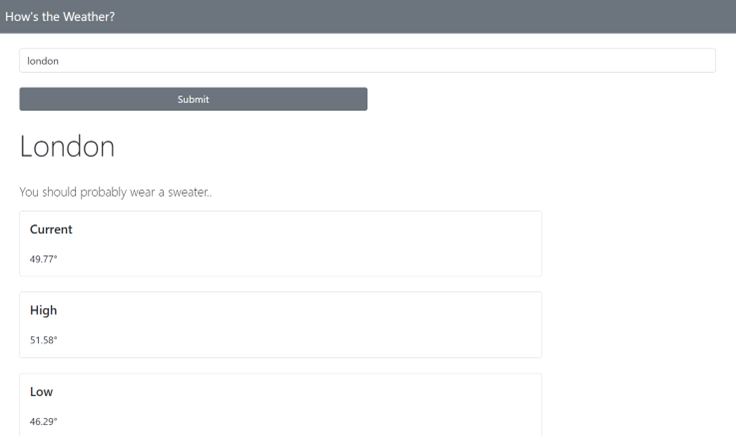 How's the Weather?
london
Submit
London
You should probably wear a sweater..
Current
49.77°
High
51.58°
Low
46.29°